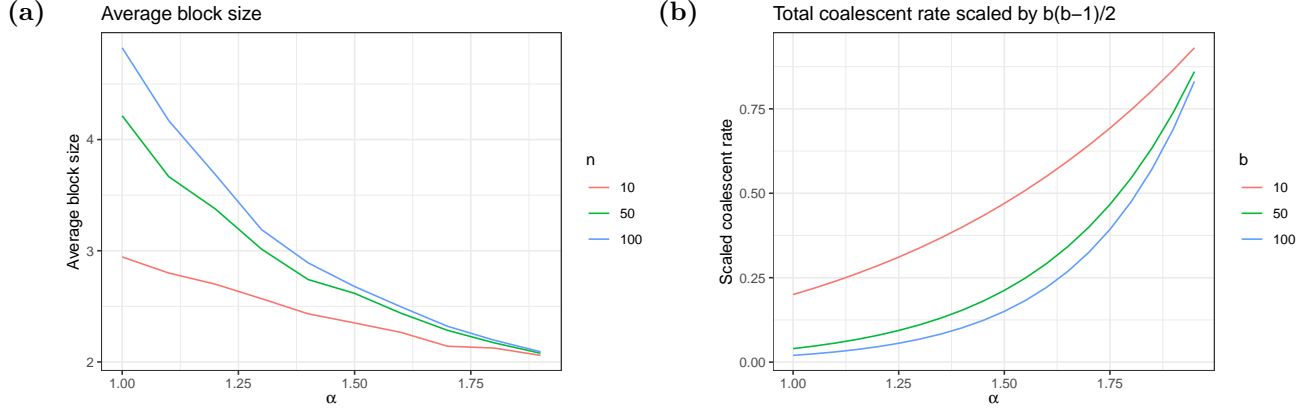 (a)
Average block size
Average block size
4
3
2
1.00 1.25 1.50 1.75
α
n
10
50
100
(b)
Total coalescent rate scaled by b(b−1)/2
Scaled coalescent rate
0.75
0.50
0.25
0.00
1.00 1.25 1.50 1.75
α
b
10
50
100